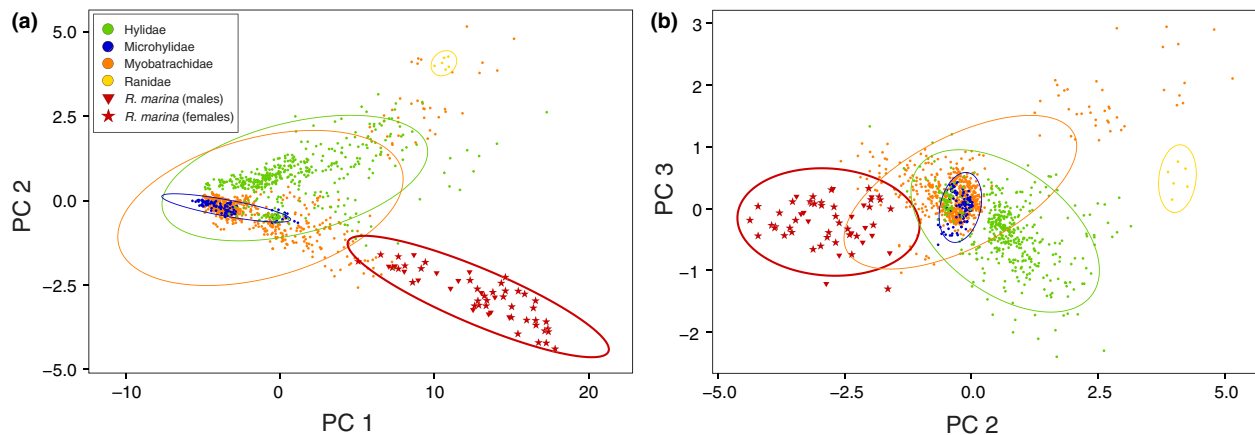 (a)
Hylidae
Microhylidae
Myobatrachidae
Ranidae
R. marina (males)
R. marina (females)
5.0
2.5
0.0
−2.5
−5.0
PC 2
−10
0
10
20
PC 1
(b)
3
2
1
0
−1
−2
PC 3
−5.0
−2.5
0.0
2.5
5.0
PC 2